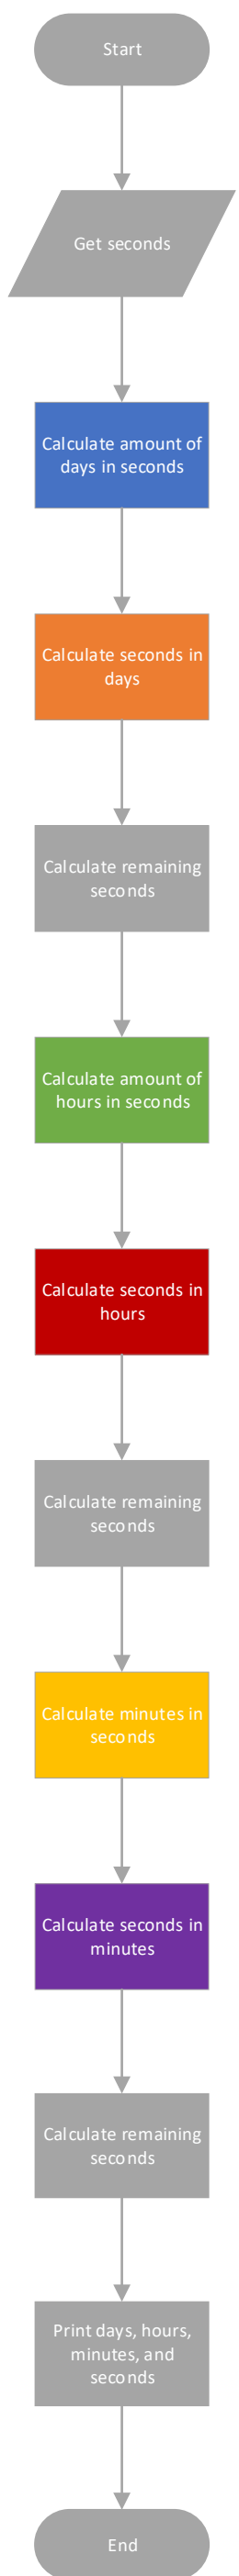 Start
Get seconds
Calculate amount of
days in seconds
Calculate seconds in
days
Calculate remaining
seconds
Calculate amount of
hours in seconds
Calculate seconds in
hours
Calculate remaining
seconds
Calculate minutes in
seconds
Calculate seconds in
minutes
Calculate remaining
seconds
Print days, hours,
minutes, and
seconds
End